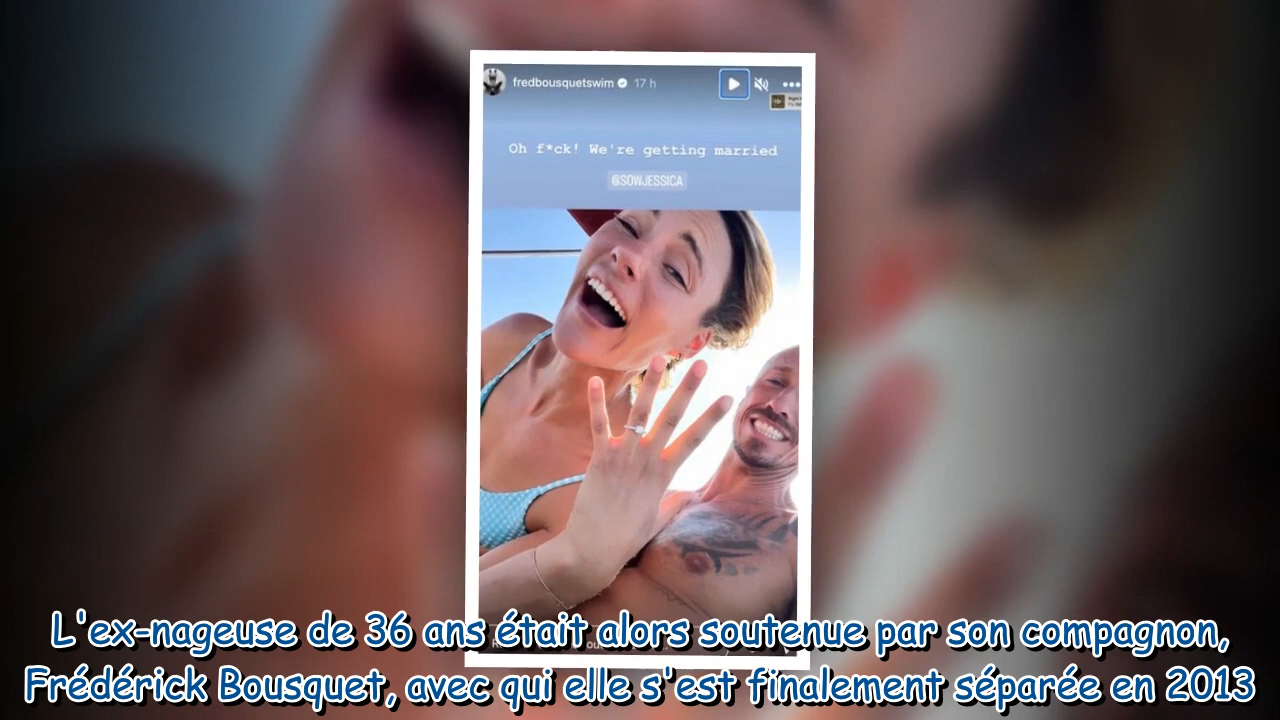 fredbousquetswim 17 h
Oh f*ck! We're getting married
@SOWJESSICA
L'ex-nageuse de 36 ans était alors soutenue par son compagnon,
Frédérick Bousquet, avec qui elle s'est finalement séparée en 2013